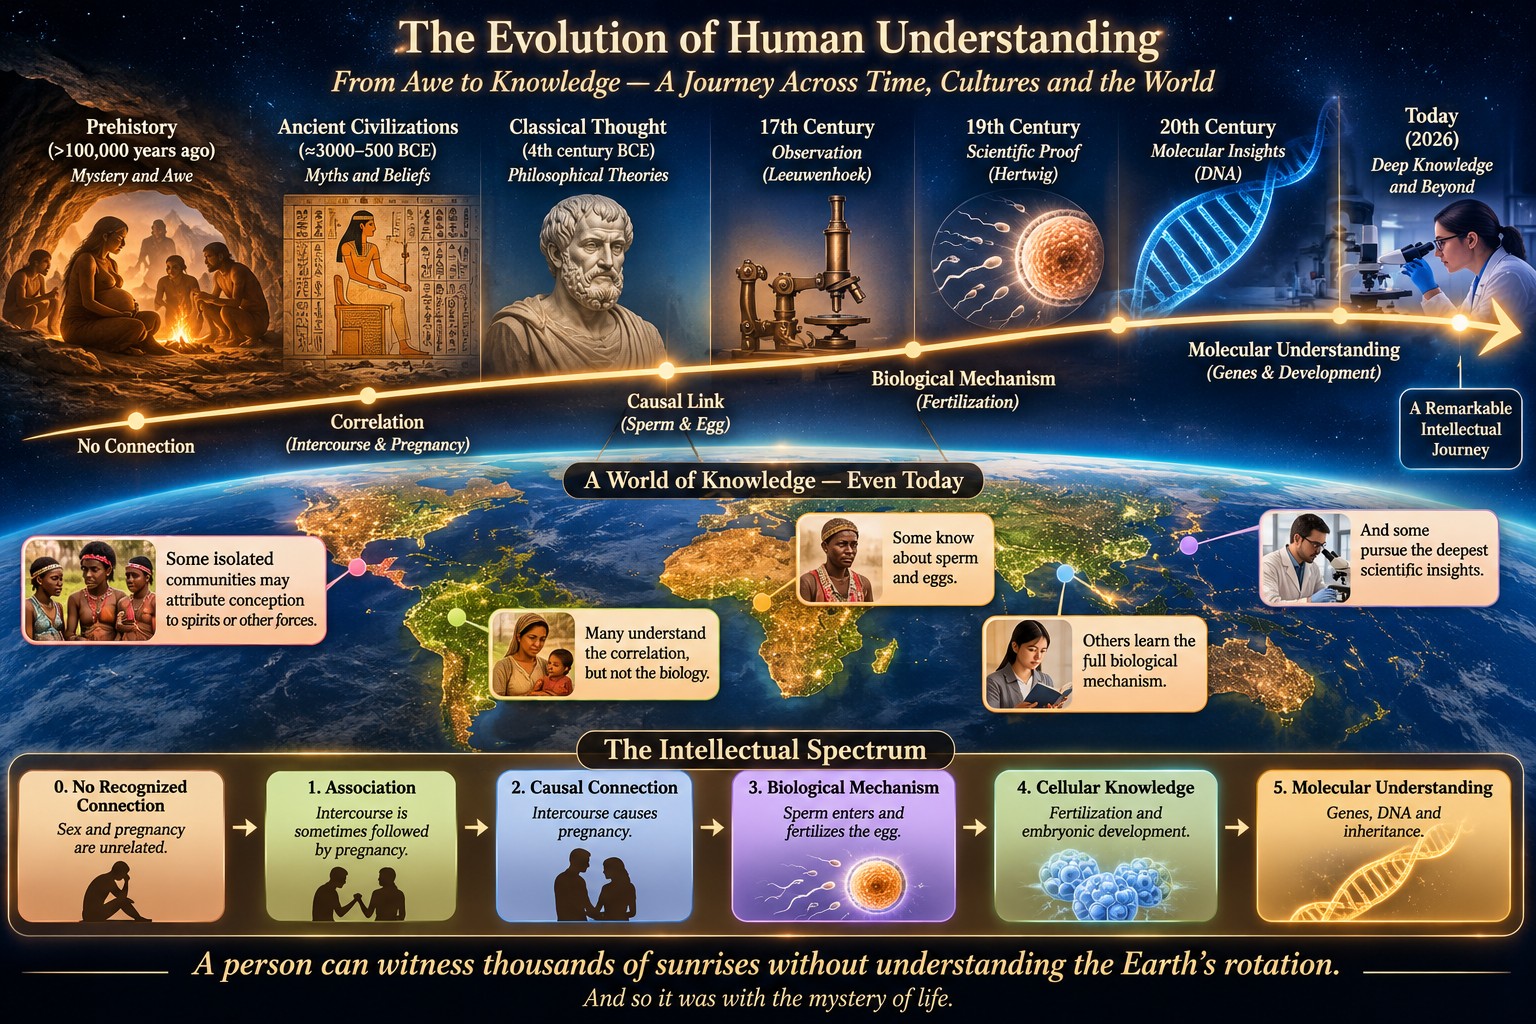 The Evolution of Human Understanding
From Awe to Knowledge — A Journey Across Time, Cultures and the World
Prehistory
(>100,000 years ago)
Mystery and Awe
Ancient Civilizations
(≈3000–500 BCE)
Myths and Beliefs
Classical Thought
(4th century BCE)
Philosophical Theories
17th Century
Observation
(Leeuwenhoek)
19th Century
Scientific Proof
(Hertwig)
20th Century
Molecular Insights
(DNA)
Today
(2026)
Deep Knowledge
and Beyond
No Connection
Correlation
(Intercourse & Pregnancy)
Causal Link
(Sperm & Egg)
Biological Mechanism
(Fertilization)
Molecular Understanding
(Genes & Development)
A Remarkable
Intellectual
Journey
A World of Knowledge — Even Today
Some isolated
communities may
attribute conception
to spirits or other forces.
Many understand
the correlation,
but not the biology.
Some know
about sperm
and eggs.
Others learn the
full biological
mechanism.
And some
pursue the deepest
scientific insights.
The Intellectual Spectrum
0. No Recognized
Connection
Sex and pregnancy
are unrelated.
1. Association
Intercourse is
sometimes followed
by pregnancy.
2. Causal Connection
Intercourse causes
pregnancy.
3. Biological Mechanism
Sperm enters and
fertilizes the egg.
4. Cellular Knowledge
Fertilization and
embryonic development.
5. Molecular Understanding
Genes, DNA and
inheritance.
A person can witness thousands of sunrises without understanding the Earth's rotation.
And so it was with the mystery of life.